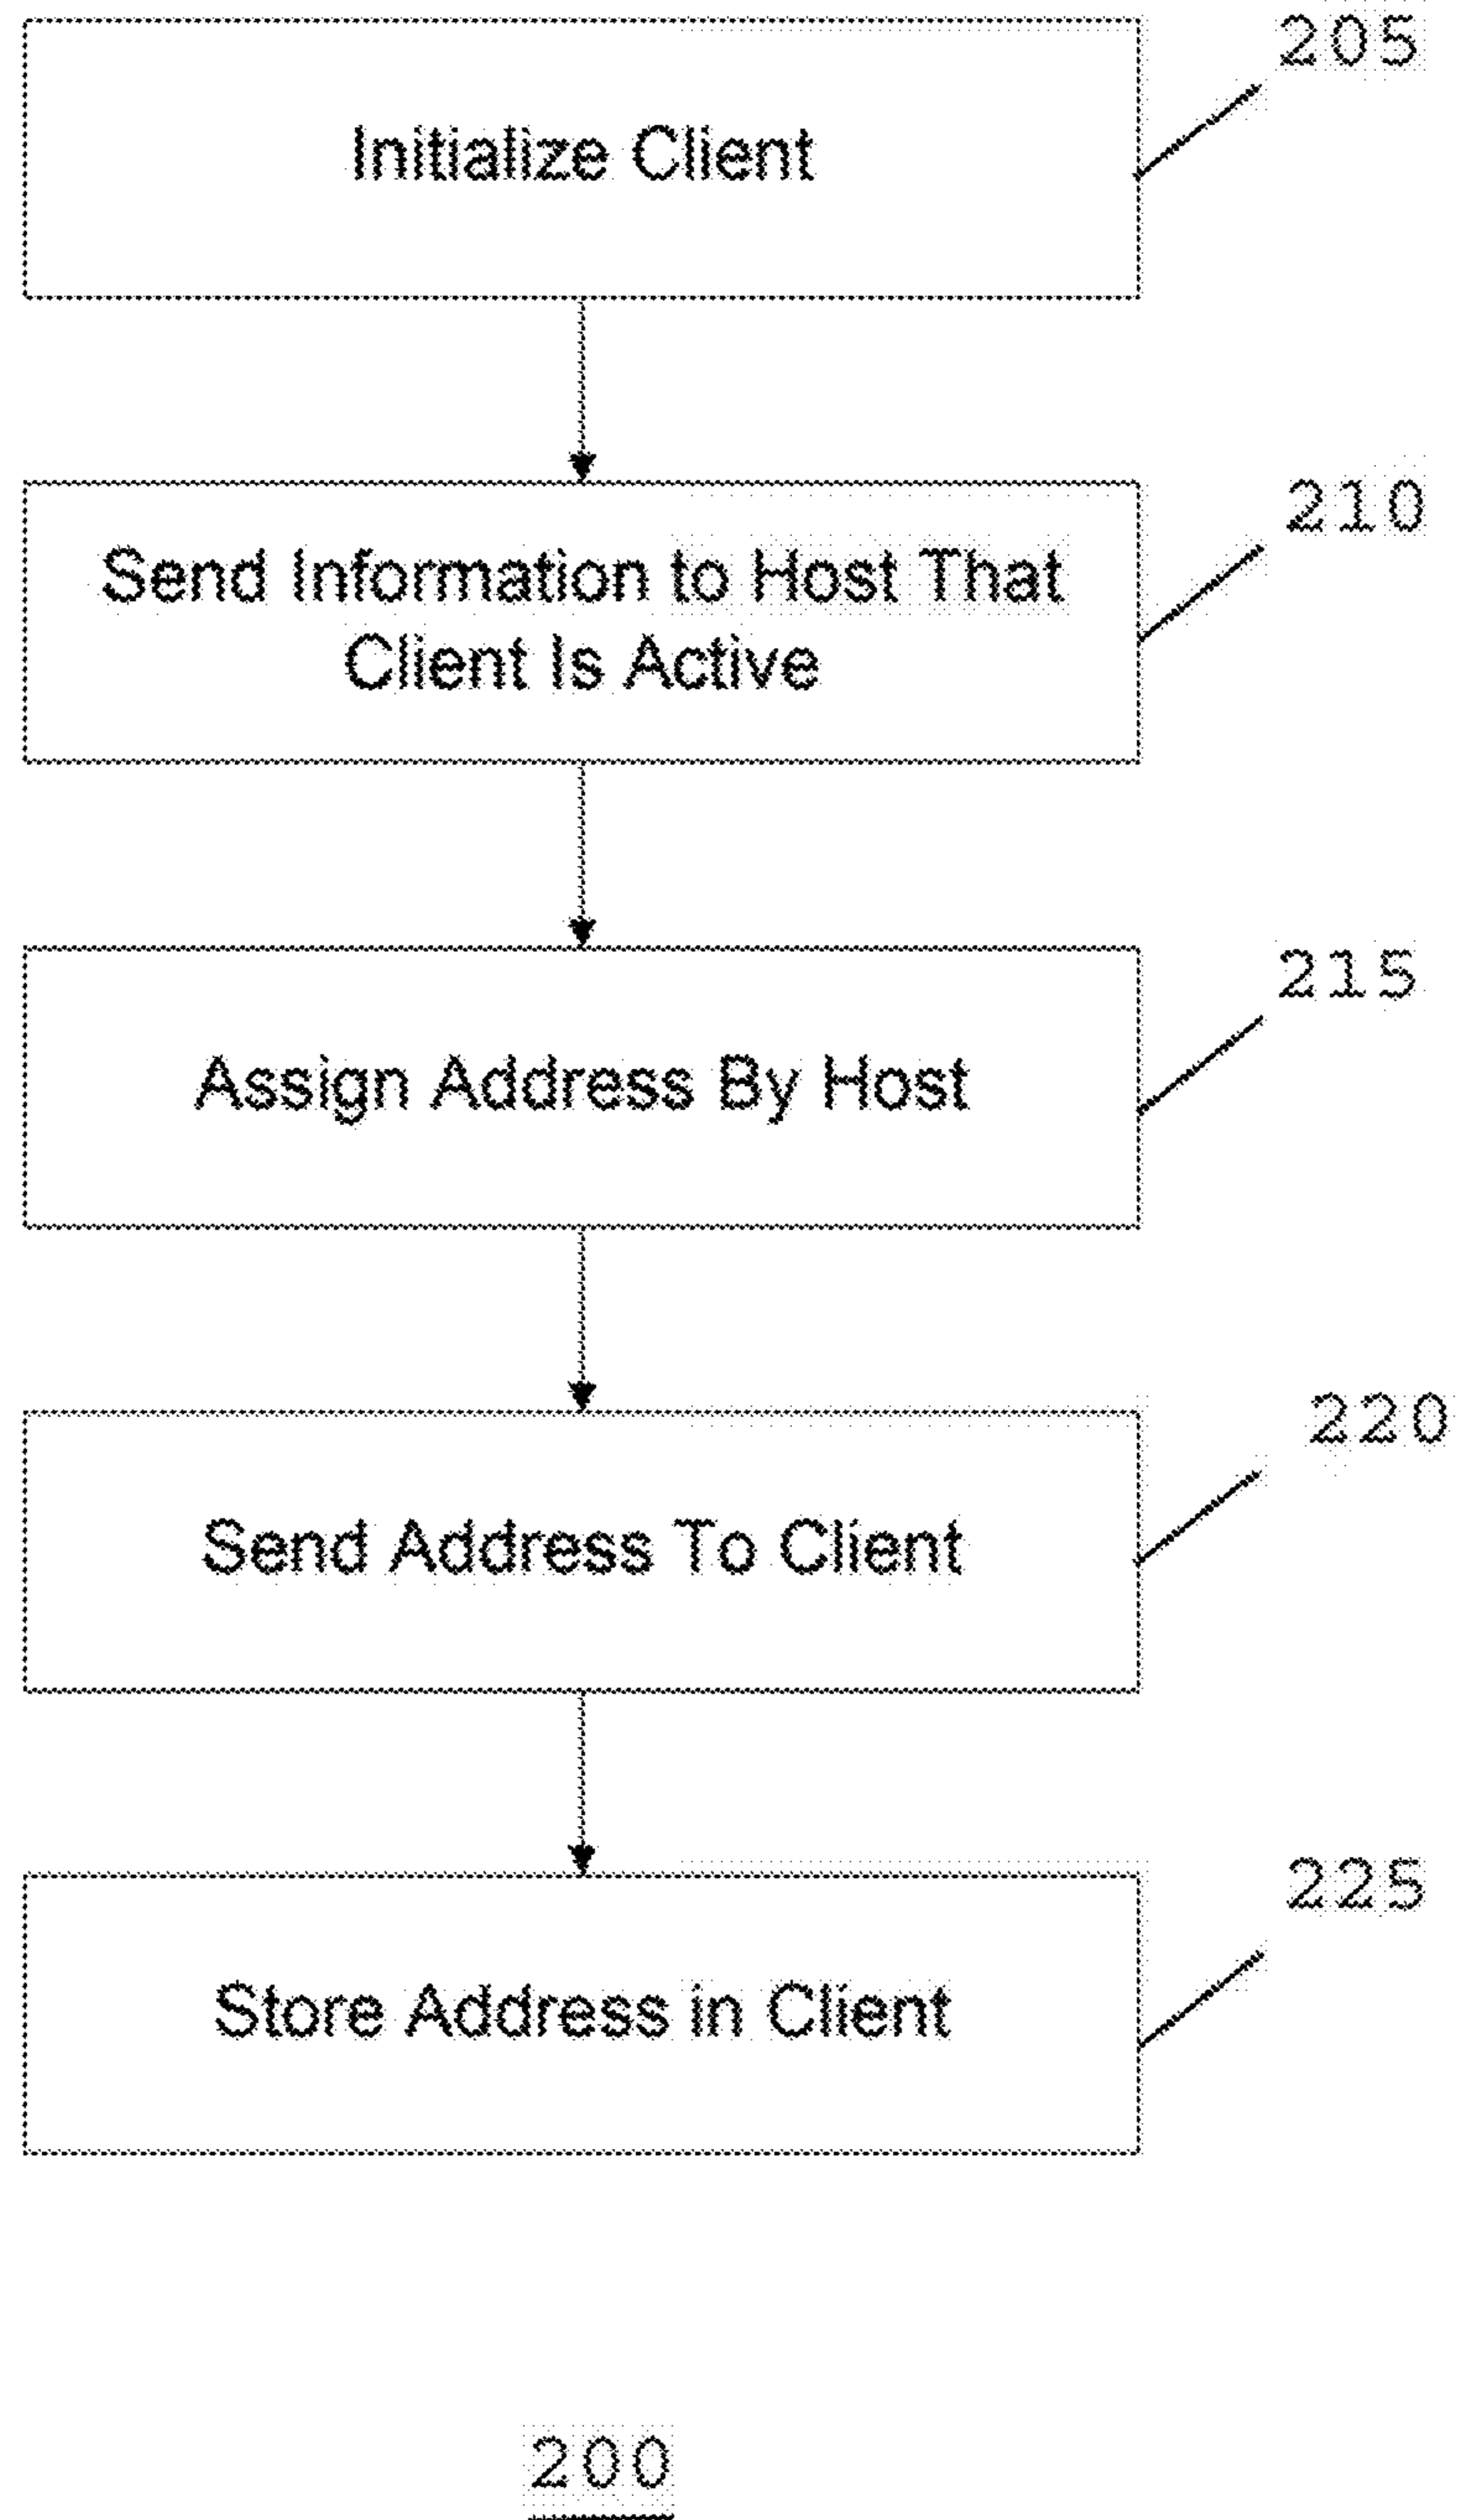 205
Initialize Client
210
Send Information to Host That
Client Is Active
215
Assign Address By Host
220
Send Address To Client
225
Store Address in Client
200